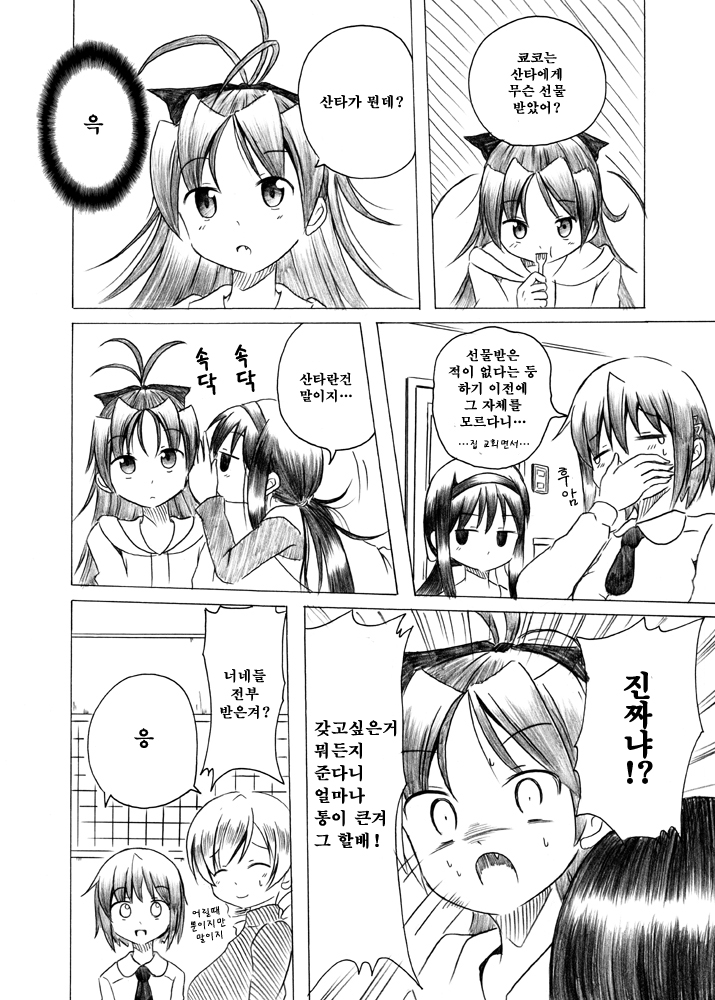 쿄코는
산타에게
무슨 선물
받았어?
산타가 뭔데?
윽
선물받은
적이 없다는 둥
하기 이전에
그 자체를
모르다니…
…집 교회면서…
후암
산타란건
말이지…
속닥
속닥
진짜냐!?
갖고싶은거
뭐든지
준다니
얼마나
통이 큰겨
그 할배!
너네들
전부
받은겨?
응
어릴때
뿐이지만
말이지